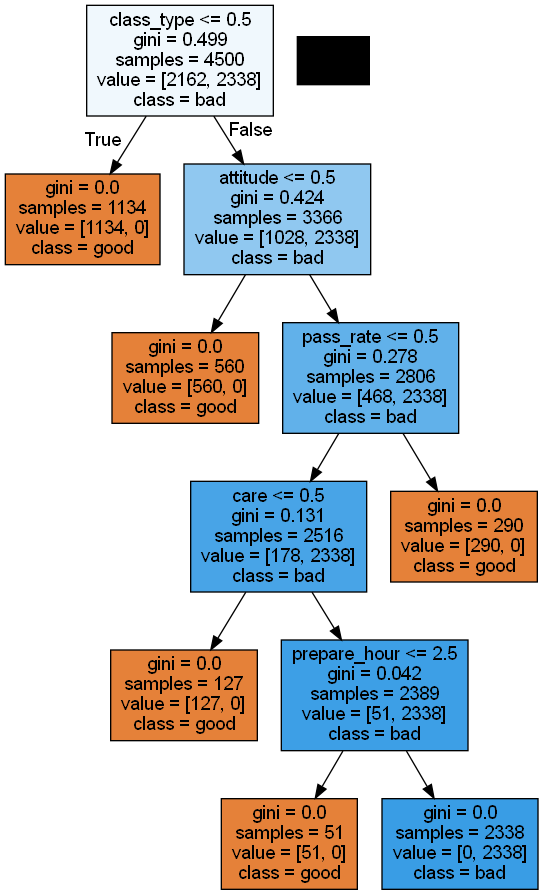 class_type <= 0.5
gini = 0.499
samples = 4500
value = [2162, 2338]
class = bad
True
False
gini = 0.0
samples = 1134
value = [1134, 0]
class = good
attitude <= 0.5
gini = 0.424
samples = 3366
value = [1028, 2338]
class = bad
gini = 0.0
samples = 560
value = [560, 0]
class = good
pass_rate <= 0.5
gini = 0.278
samples = 2806
value = [468, 2338]
class = bad
care <= 0.5
gini = 0.131
samples = 2516
value = [178, 2338]
class = bad
gini = 0.0
samples = 290
value = [290, 0]
class = good
gini = 0.0
samples = 127
value = [127, 0]
class = good
prepare_hour <= 2.5
gini = 0.042
samples = 2389
value = [51, 2338]
class = bad
gini = 0.0
samples = 51
value = [51, 0]
class = good
gini = 0.0
samples = 2338
value = [0, 2338]
class = bad